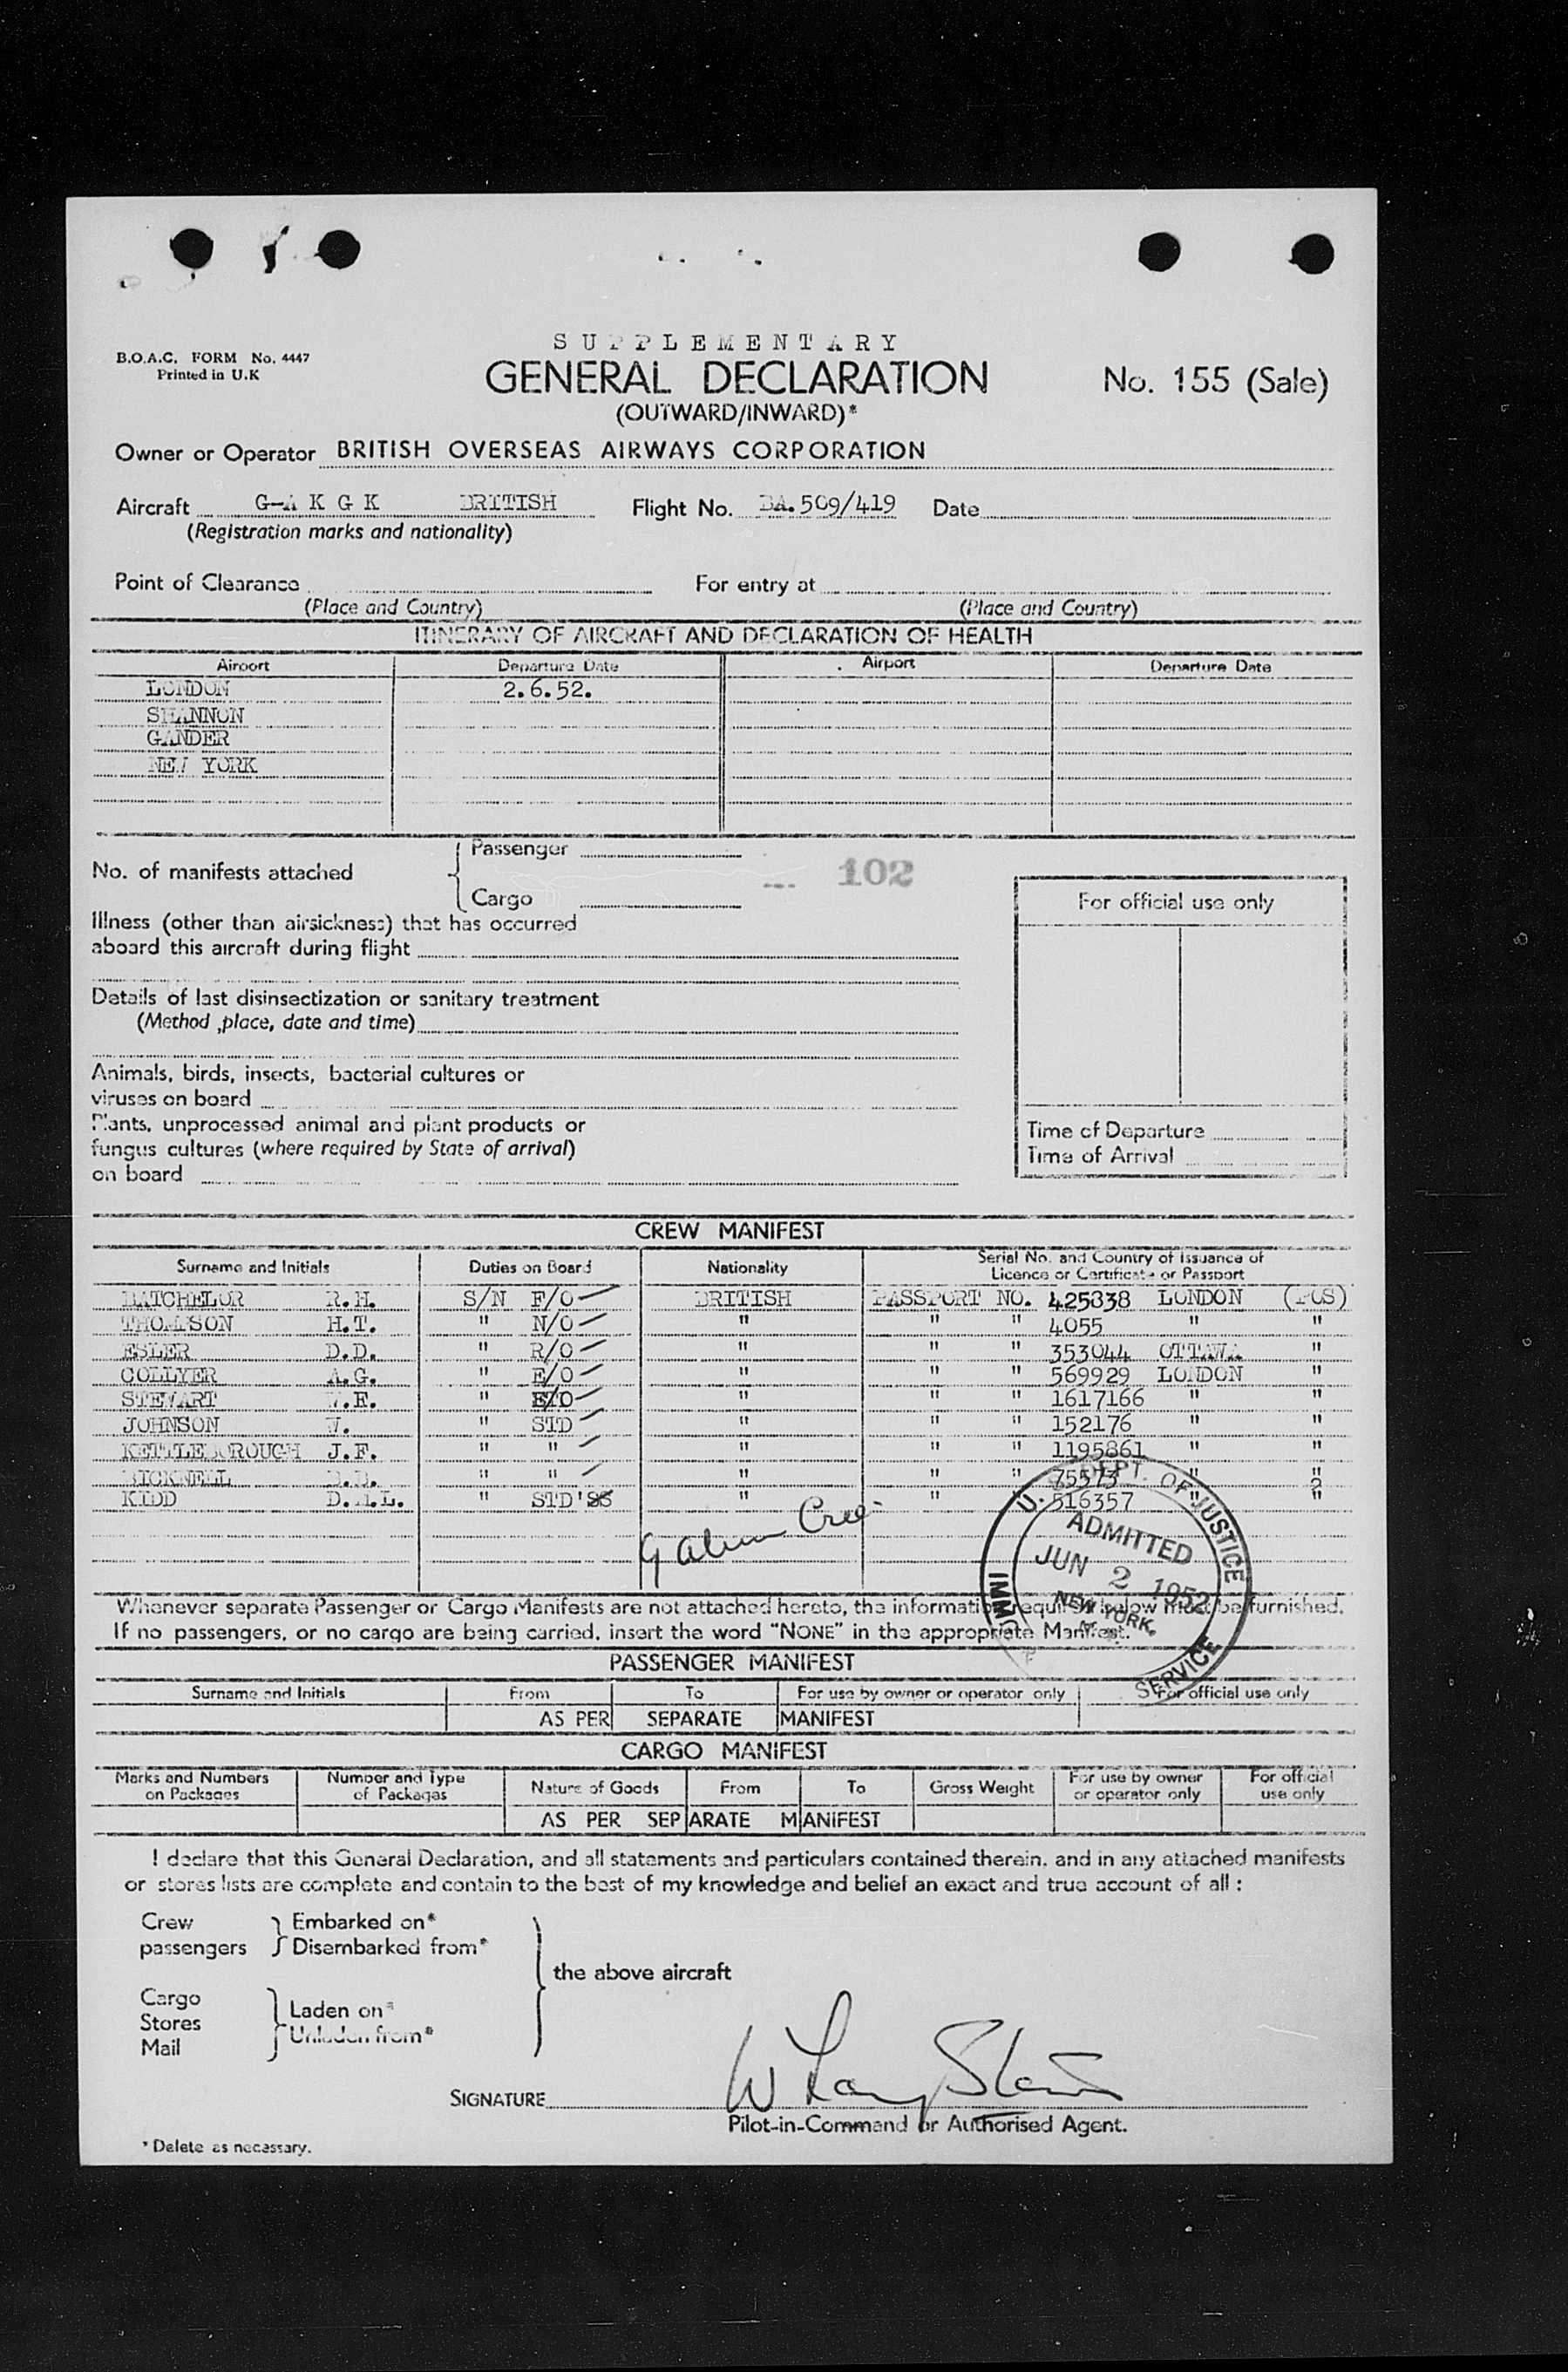 SUPPLEMENTARY
B.O.A.C. FORM No. 4447
Printed in U.K
GENERAL DECLARATION
No. 155 (Sale)
(OUTWARD/INWARD)*
Owner or Operator BRITISH OVERSEAS AIRWAYS CORPORATION
Aircraft G-A K G K BRITISH Flight No. BA.509/419 Date
(Registration marks and nationality)
Point of Clearance For entry at
(Place and Country) (Place and Country)
ITINERARY OF AIRCRAFT AND DECLARATION OF HEALTH
Airport Departure Date Airport Departure Date
LONDON 2.6.52.
SHANNON
GANDER
NEW YORK
No. of manifests attached
Passenger
102
Cargo
Illness (other than airsickness) that has occurred
aboard this aircraft during flight
For official use only
Details of last disinsectization or sanitary treatment
(Method ,place, date and time)
Animals, birds, insects, bacterial cultures or
viruses on board
Plants, unprocessed animal and plant products or
fungus cultures (where required by State of arrival)
on board
Time of Departure
Time of Arrival
CREW MANIFEST
Surname and Initials Duties on Board Nationality Serial No. and Country of Issuance of
Licence or Certificate or Passport
BATCHELOR R.H. S/N F/O BRITISH PASSPORT NO. 425838 LONDON (POS)
THOMPSON H.T. " N/O " " " 4055 " "
ESLER D.D. " R/O " " " 353044 OTTAWA "
COLLYER A.G. " E/O " " " 569929 LONDON "
STEWART W.F. " E/O " " " 1617166 " "
JOHNSON W. " STD " " " 152176 " "
KETTLEBOROUGH J.F. " " " " " 1195861 " "
BICKNELL B.B. " " " " " 75573 " "
KIDD D.M.L. " STD'SS " " 516357 " "
U. DEPT. OF JUSTICE
ADMITTED
JUN 2 1952
NEW YORK,
IMMI
SERVICE
Whenever separate Passenger or Cargo Manifests are not attached hereto, the information required below must be furnished.
If no passengers, or no cargo are being carried, insert the word "NONE" in the appropriate Manifest.
PASSENGER MANIFEST
Surname and Initials From To For use by owner or operator only For official use only
AS PER SEPARATE MANIFEST
CARGO MANIFEST
Marks and Numbers on Packages Number and Type of Packages Nature of Goods From To Gross Weight For use by owner or operator only For official use only
AS PER SEPARATE MANIFEST
I declare that this General Declaration, and all statements and particulars contained therein, and in any attached manifests
or stores lists are complete and contain to the best of my knowledge and belief an exact and true account of all :
Crew Embarked on*
passengers Disembarked from*
the above aircraft
Cargo
Stores Laden on*
Mail Unladen from*
SIGNATURE
Pilot-in-Command or Authorised Agent.
* Delete as necessary.